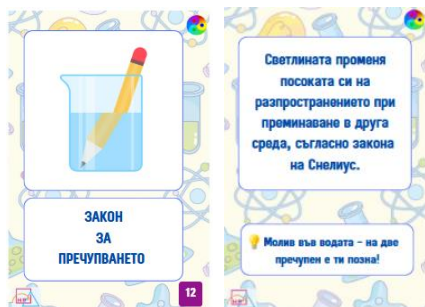 ЗАКОН
ЗА
ПРЕЧУПВАНЕТО
12
Светлината променя
посоката си на
разпространението при
преминаване в друга
среда, съгласно закона
на Снелиус.
Молив във водата – на две
пречупен е ти позна!